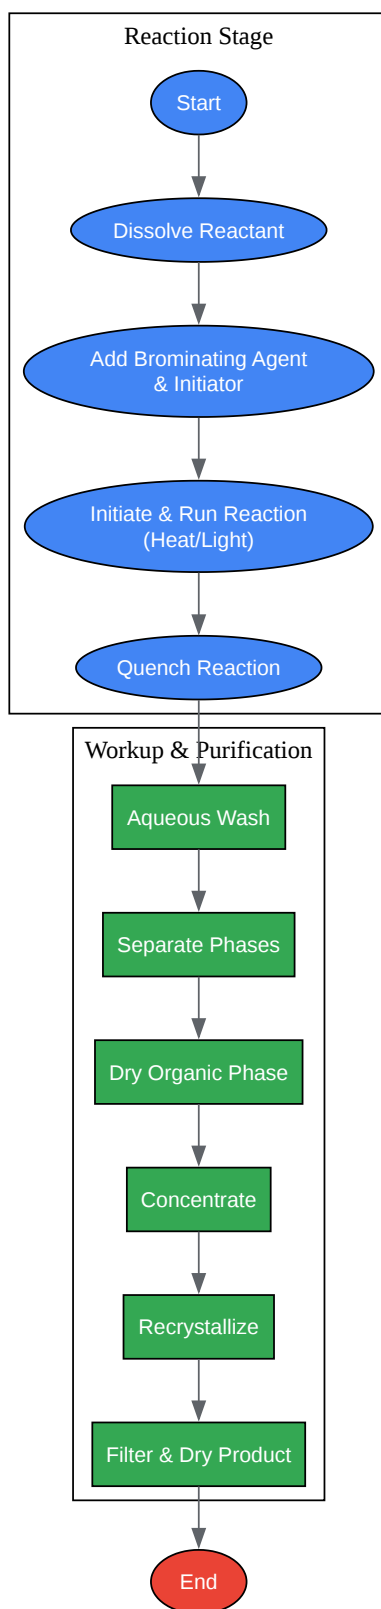 Reaction Stage
Start
Dissolve Reactant
Add Brominating Agent
& Initiator
Initiate & Run Reaction
(Heat/Light)
Quench Reaction
Workup & Purification
Aqueous Wash
Separate Phases
Dry Organic Phase
Concentrate
Recrystallize
Filter & Dry Product
End